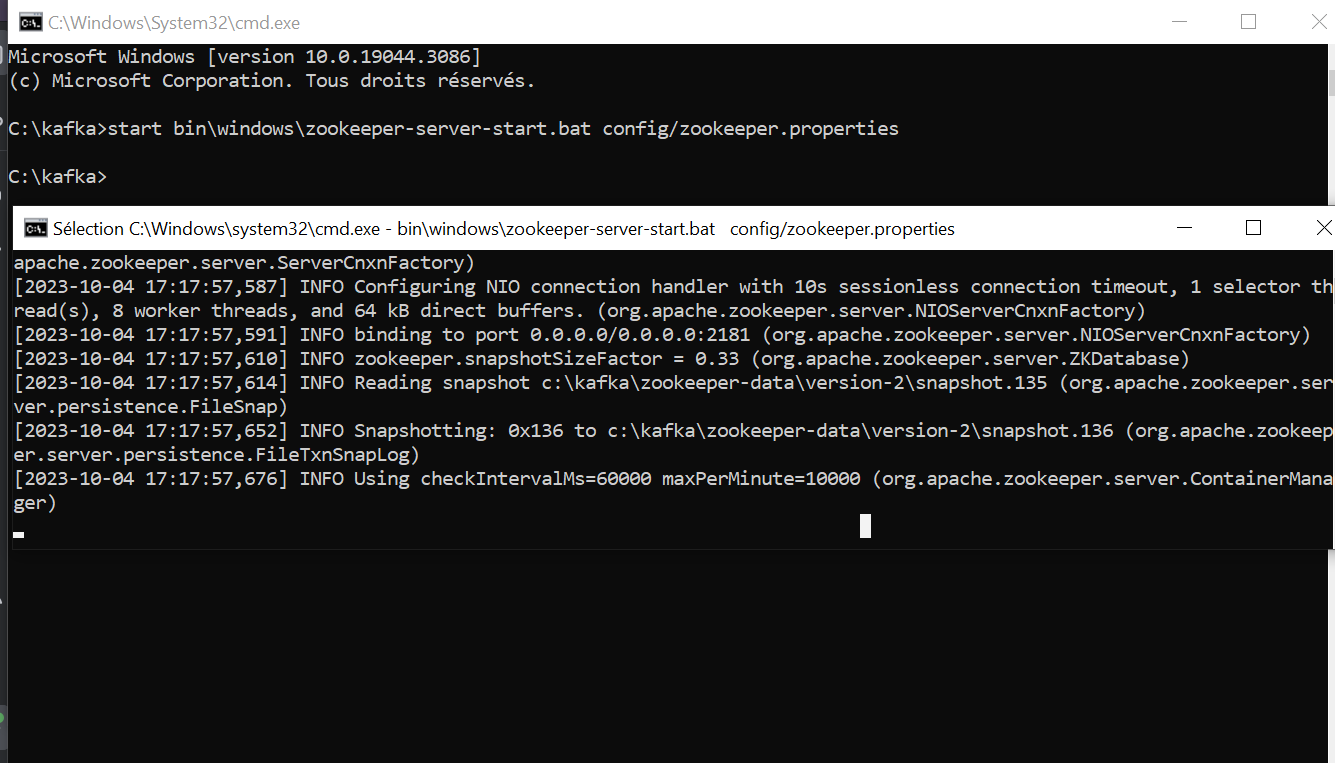 C:\Windows\System32\cmd.exe
Microsoft Windows [version 10.0.19044.3086]
(c) Microsoft Corporation. Tous droits réservés.
C:\kafka>start bin\windows\zookeeper-server-start.bat config/zookeeper.properties
C:\kafka>
Sélection C:\Windows\system32\cmd.exe - bin\windows\zookeeper-server-start.bat   config/zookeeper.properties
apache.zookeeper.server.ServerCnxnFactory)
[2023-10-04 17:17:57,587] INFO Configuring NIO connection handler with 10s sessionless connection timeout, 1 selector th
read(s), 8 worker threads, and 64 kB direct buffers. (org.apache.zookeeper.server.NIOServerCnxnFactory)
[2023-10-04 17:17:57,591] INFO binding to port 0.0.0.0/0.0.0.0:2181 (org.apache.zookeeper.server.NIOServerCnxnFactory)
[2023-10-04 17:17:57,610] INFO zookeeper.snapshotSizeFactor = 0.33 (org.apache.zookeeper.server.ZKDatabase)
[2023-10-04 17:17:57,614] INFO Reading snapshot c:\kafka\zookeeper-data\version-2\snapshot.135 (org.apache.zookeeper.ser
ver.persistence.FileSnap)
[2023-10-04 17:17:57,652] INFO Snapshotting: 0x136 to c:\kafka\zookeeper-data\version-2\snapshot.136 (org.apache.zookeep
er.server.persistence.FileTxnSnapLog)
[2023-10-04 17:17:57,676] INFO Using checkIntervalMs=60000 maxPerMinute=10000 (org.apache.zookeeper.server.ContainerMana
ger)